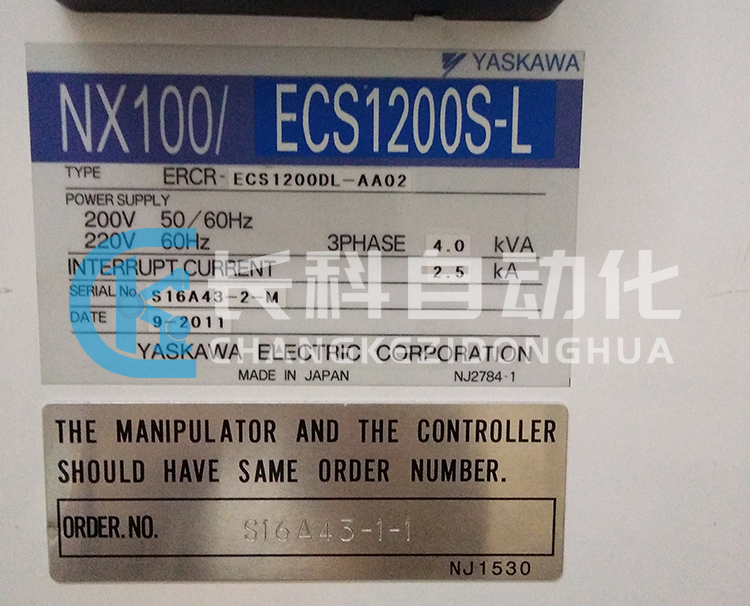 YASKAWA
NX100/ ECS1200S-L
TYPE ERCR-ECS1200DL-AA02
POWER SUPPLY
200V 50/60Hz
220V 60Hz 3PHASE 4.0 kVA
INTERRUPT CURRENT 2.5 kA
SERIAL No. S16A43-2-M
DATE 9-2011
长科自动化
CHANGKEZIDONGHUA
YASKAWA ELECTRIC CORPORATION
MADE IN JAPAN NJ2784-1
THE MANIPULATOR AND THE CONTROLLER
SHOULD HAVE SAME ORDER NUMBER.
ORDER.NO. S16A43-1-1
NJ1530